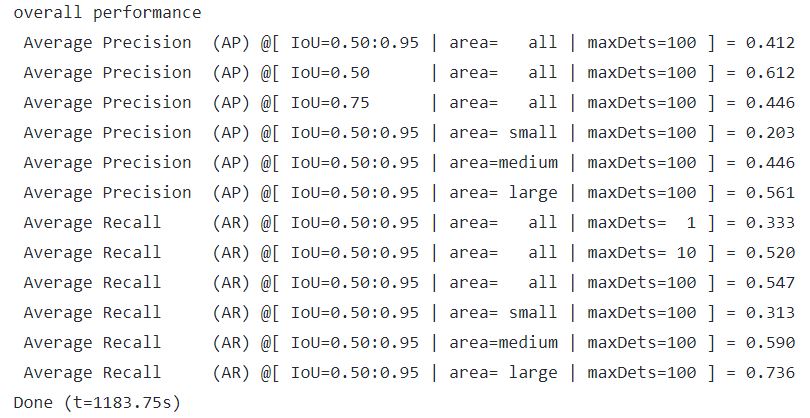 overall performance
 Average Precision  (AP) @[ IoU=0.50:0.95 | area=   all | maxDets=100 ] = 0.412
 Average Precision  (AP) @[ IoU=0.50      | area=   all | maxDets=100 ] = 0.612
 Average Precision  (AP) @[ IoU=0.75      | area=   all | maxDets=100 ] = 0.446
 Average Precision  (AP) @[ IoU=0.50:0.95 | area= small | maxDets=100 ] = 0.203
 Average Precision  (AP) @[ IoU=0.50:0.95 | area=medium | maxDets=100 ] = 0.446
 Average Precision  (AP) @[ IoU=0.50:0.95 | area= large | maxDets=100 ] = 0.561
 Average Recall     (AR) @[ IoU=0.50:0.95 | area=   all | maxDets=  1 ] = 0.333
 Average Recall     (AR) @[ IoU=0.50:0.95 | area=   all | maxDets= 10 ] = 0.520
 Average Recall     (AR) @[ IoU=0.50:0.95 | area=   all | maxDets=100 ] = 0.547
 Average Recall     (AR) @[ IoU=0.50:0.95 | area= small | maxDets=100 ] = 0.313
 Average Recall     (AR) @[ IoU=0.50:0.95 | area=medium | maxDets=100 ] = 0.590
 Average Recall     (AR) @[ IoU=0.50:0.95 | area= large | maxDets=100 ] = 0.736
Done (t=1183.75s)